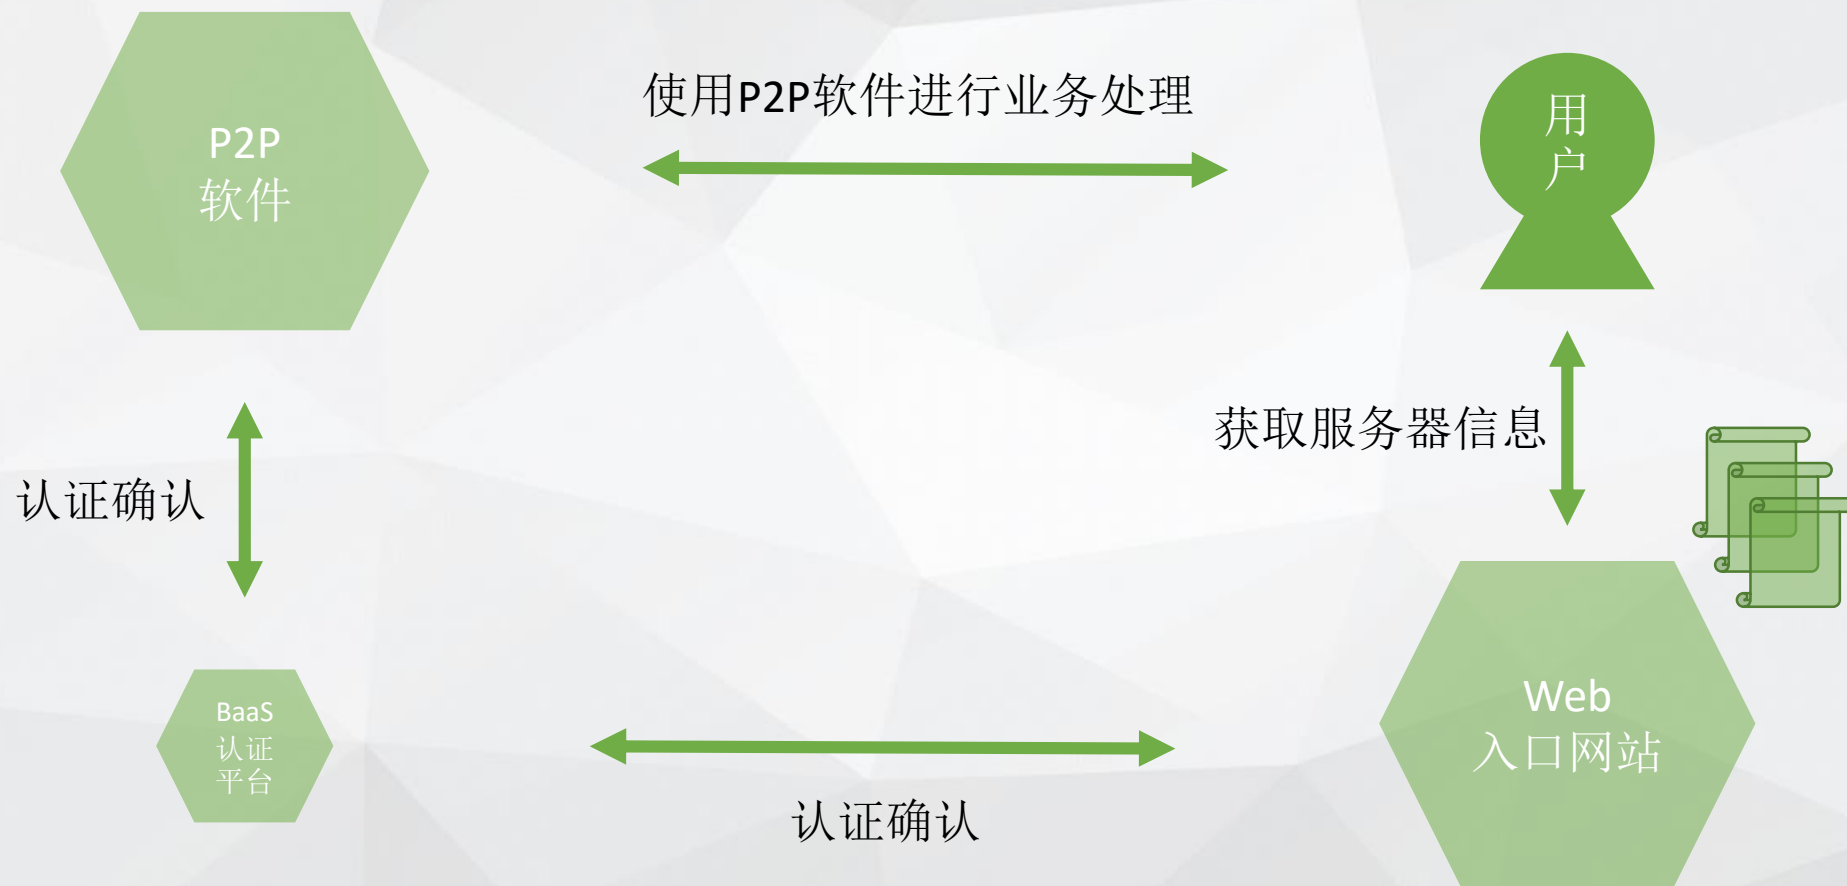 P2P
软件
使用P2P软件进行业务处理
用
户
获取服务器信息
认证确认
BaaS
认证
平台
认证确认
Web
入口网站